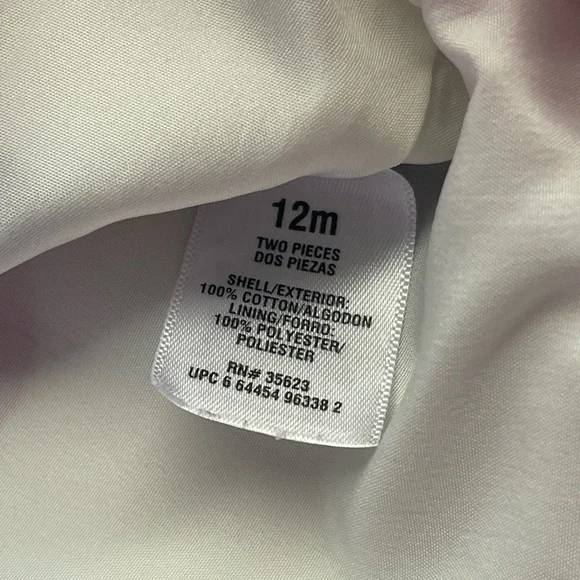 12m
TWO PIECES
DOS PIEZAS
SHELL/EXTERIOR:
100% COTTON/ALGODON
LINING/FORRO:
100% POLYESTER/
POLIESTER
RN# 35623
UPC 6 64454 96338 2